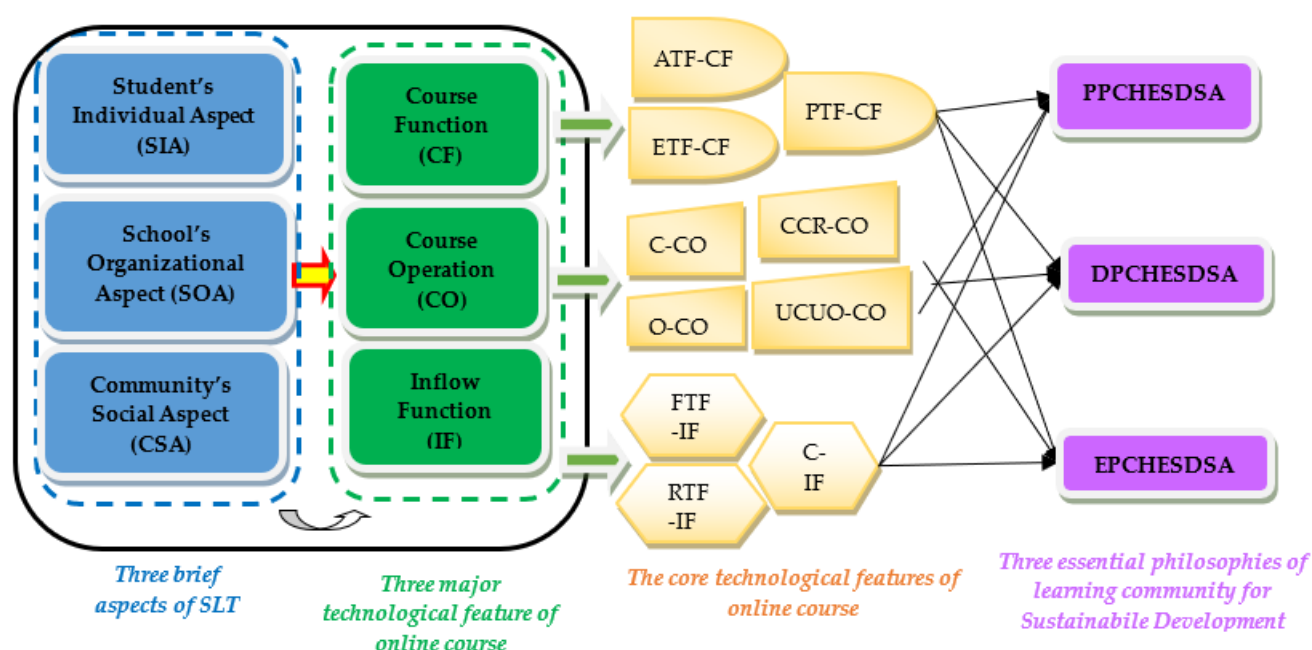 Student's
Individual Aspect
(SIA)
School's
Organizational
Aspect (SOA)
Community's
Social Aspect
(CSA)
Three brief
aspects of SLT
Course
Function
(CF)
Course
Operation
(CO)
Inflow
Function
(IF)
Three major
technological feature of
online course
ATF-CF
PTF-CF
ETF-CF
C-CO
CCR-CO
O-CO
UCUO-CO
FTF
-IF
C-
IF
RTF
-IF
The core technological features of
online course
PPCHESDSA
DPCHESDSA
EPCHESDSA
Three essential philosophies of
learning community for
Sustainabile Development